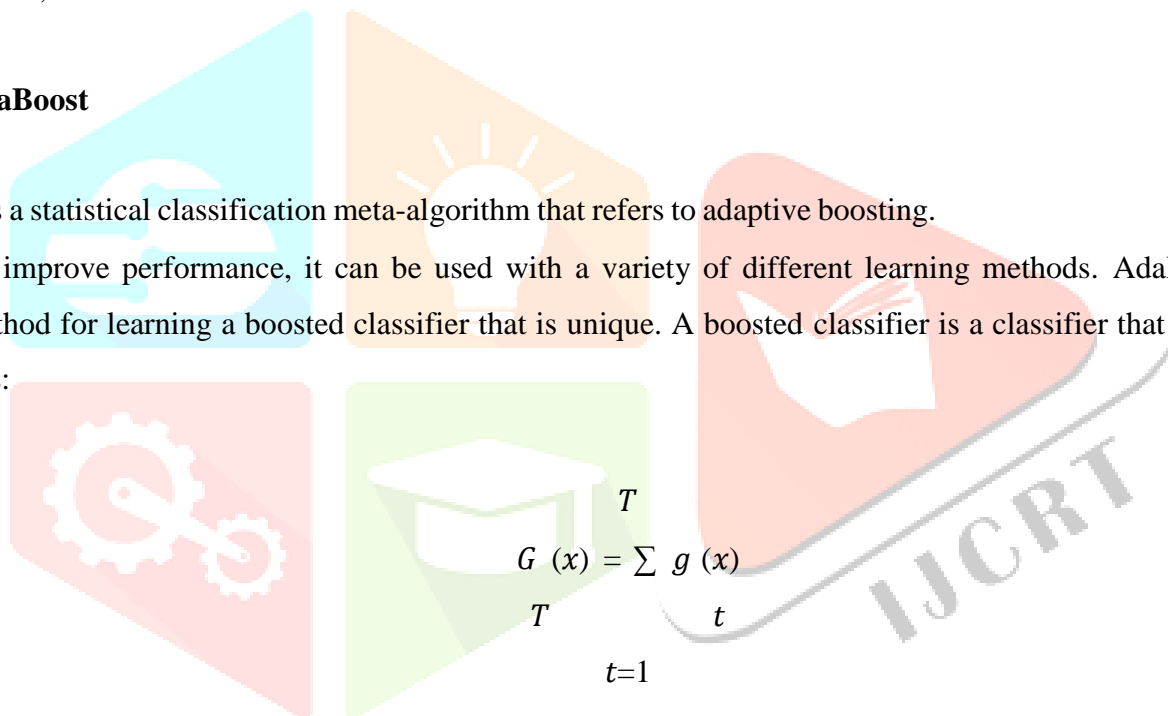 aBoost
a statistical classification meta-algorithm that refers to adaptive boosting.
improve performance, it can be used with a variety of different learning methods. Ada
thod for learning a boosted classifier that is unique. A boosted classifier is a classifier that
:
T
G (x) = ∑ g (x)
T t
t=1
IJCRT